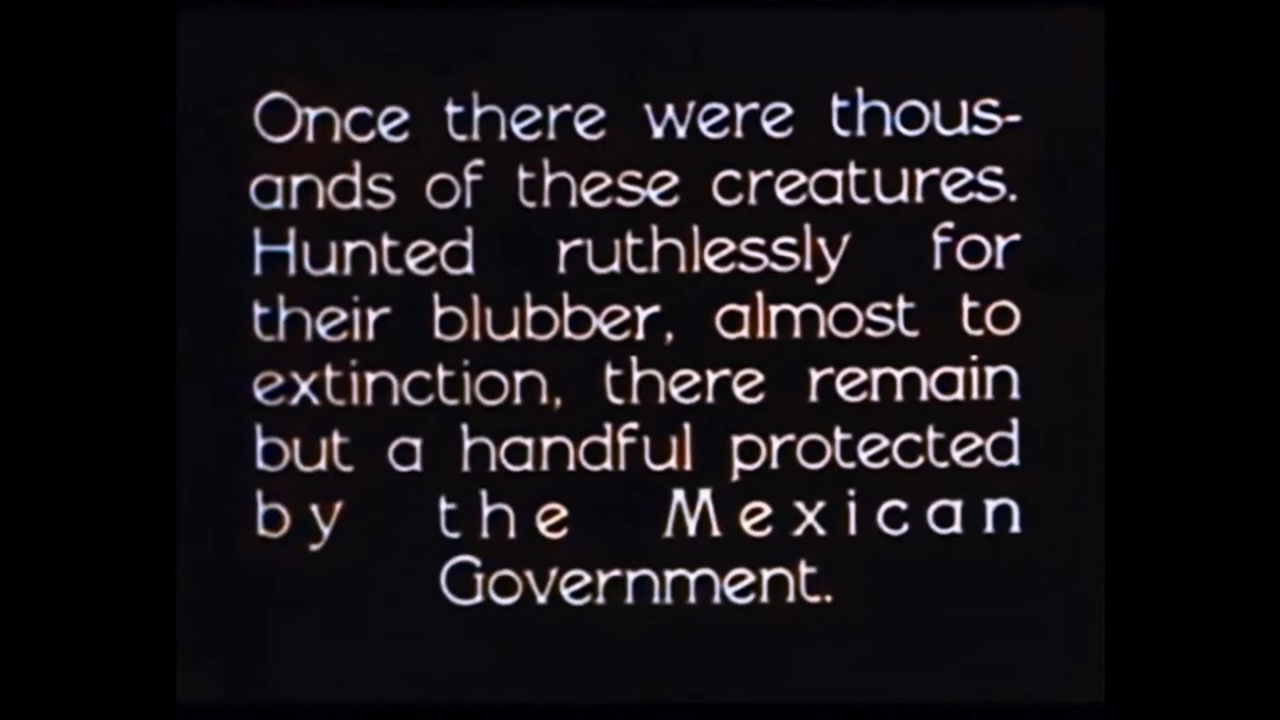 Once there were thous-
ands of these creatures.
Hunted ruthlessly for
their blubber, almost to
extinction, there remain
but a handful protected
by the Mexican
Government.